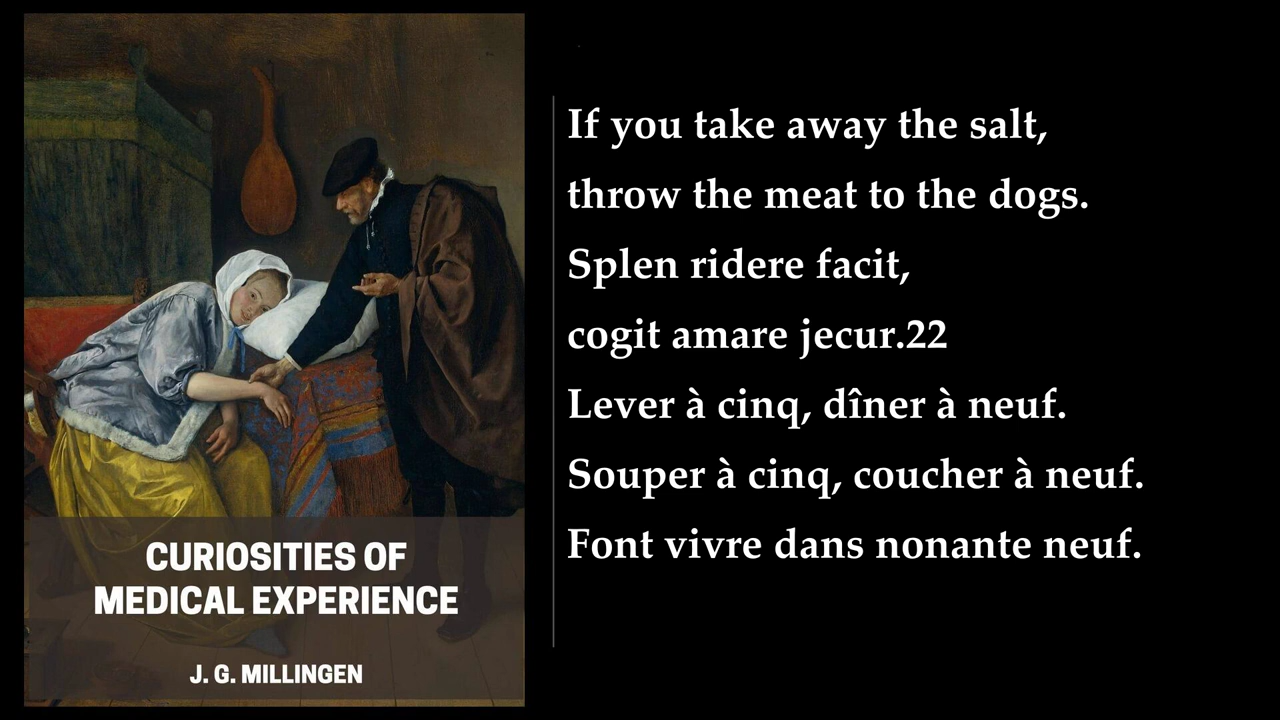 CURIOSITIES OF
MEDICAL EXPERIENCE
J. G. MILLINGEN
If you take away the salt,
throw the meat to the dogs.
Splen ridere facit,
cogit amare jecur.22
Lever à cinq, dîner à neuf.
Souper à cinq, coucher à neuf.
Font vivre dans nonante neuf.